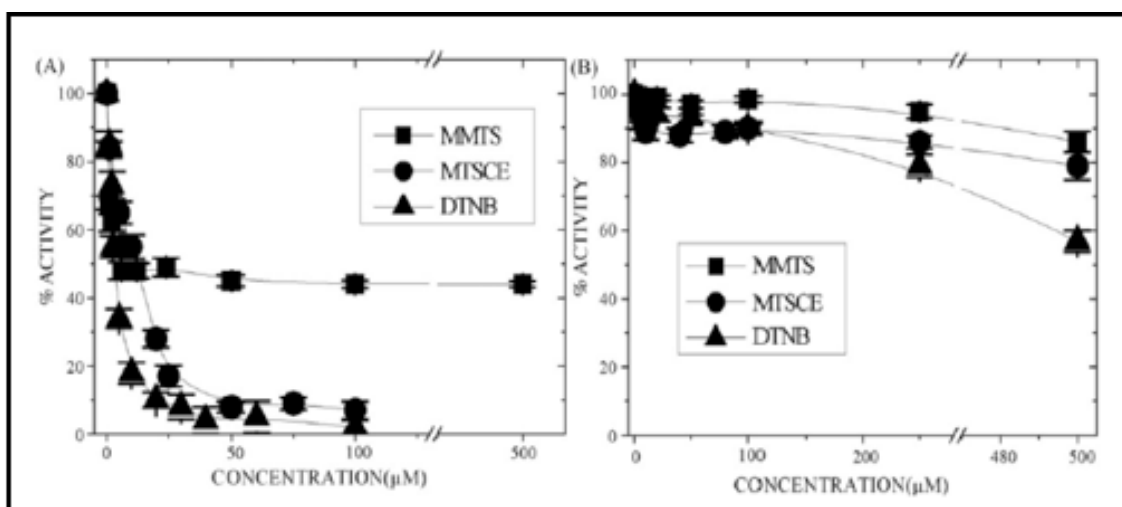 (A)
100
80
60
40
20
0
% ACTIVITY
MMTS
MTSCE
DTNB
0 50 100 560
CONCENTRATION(µM)
(B)
100
80
60
40
20
0
% ACTIVITY
MMTS
MTSCE
DTNB
0 100 200 480 500
CONCENTRATION(µM)